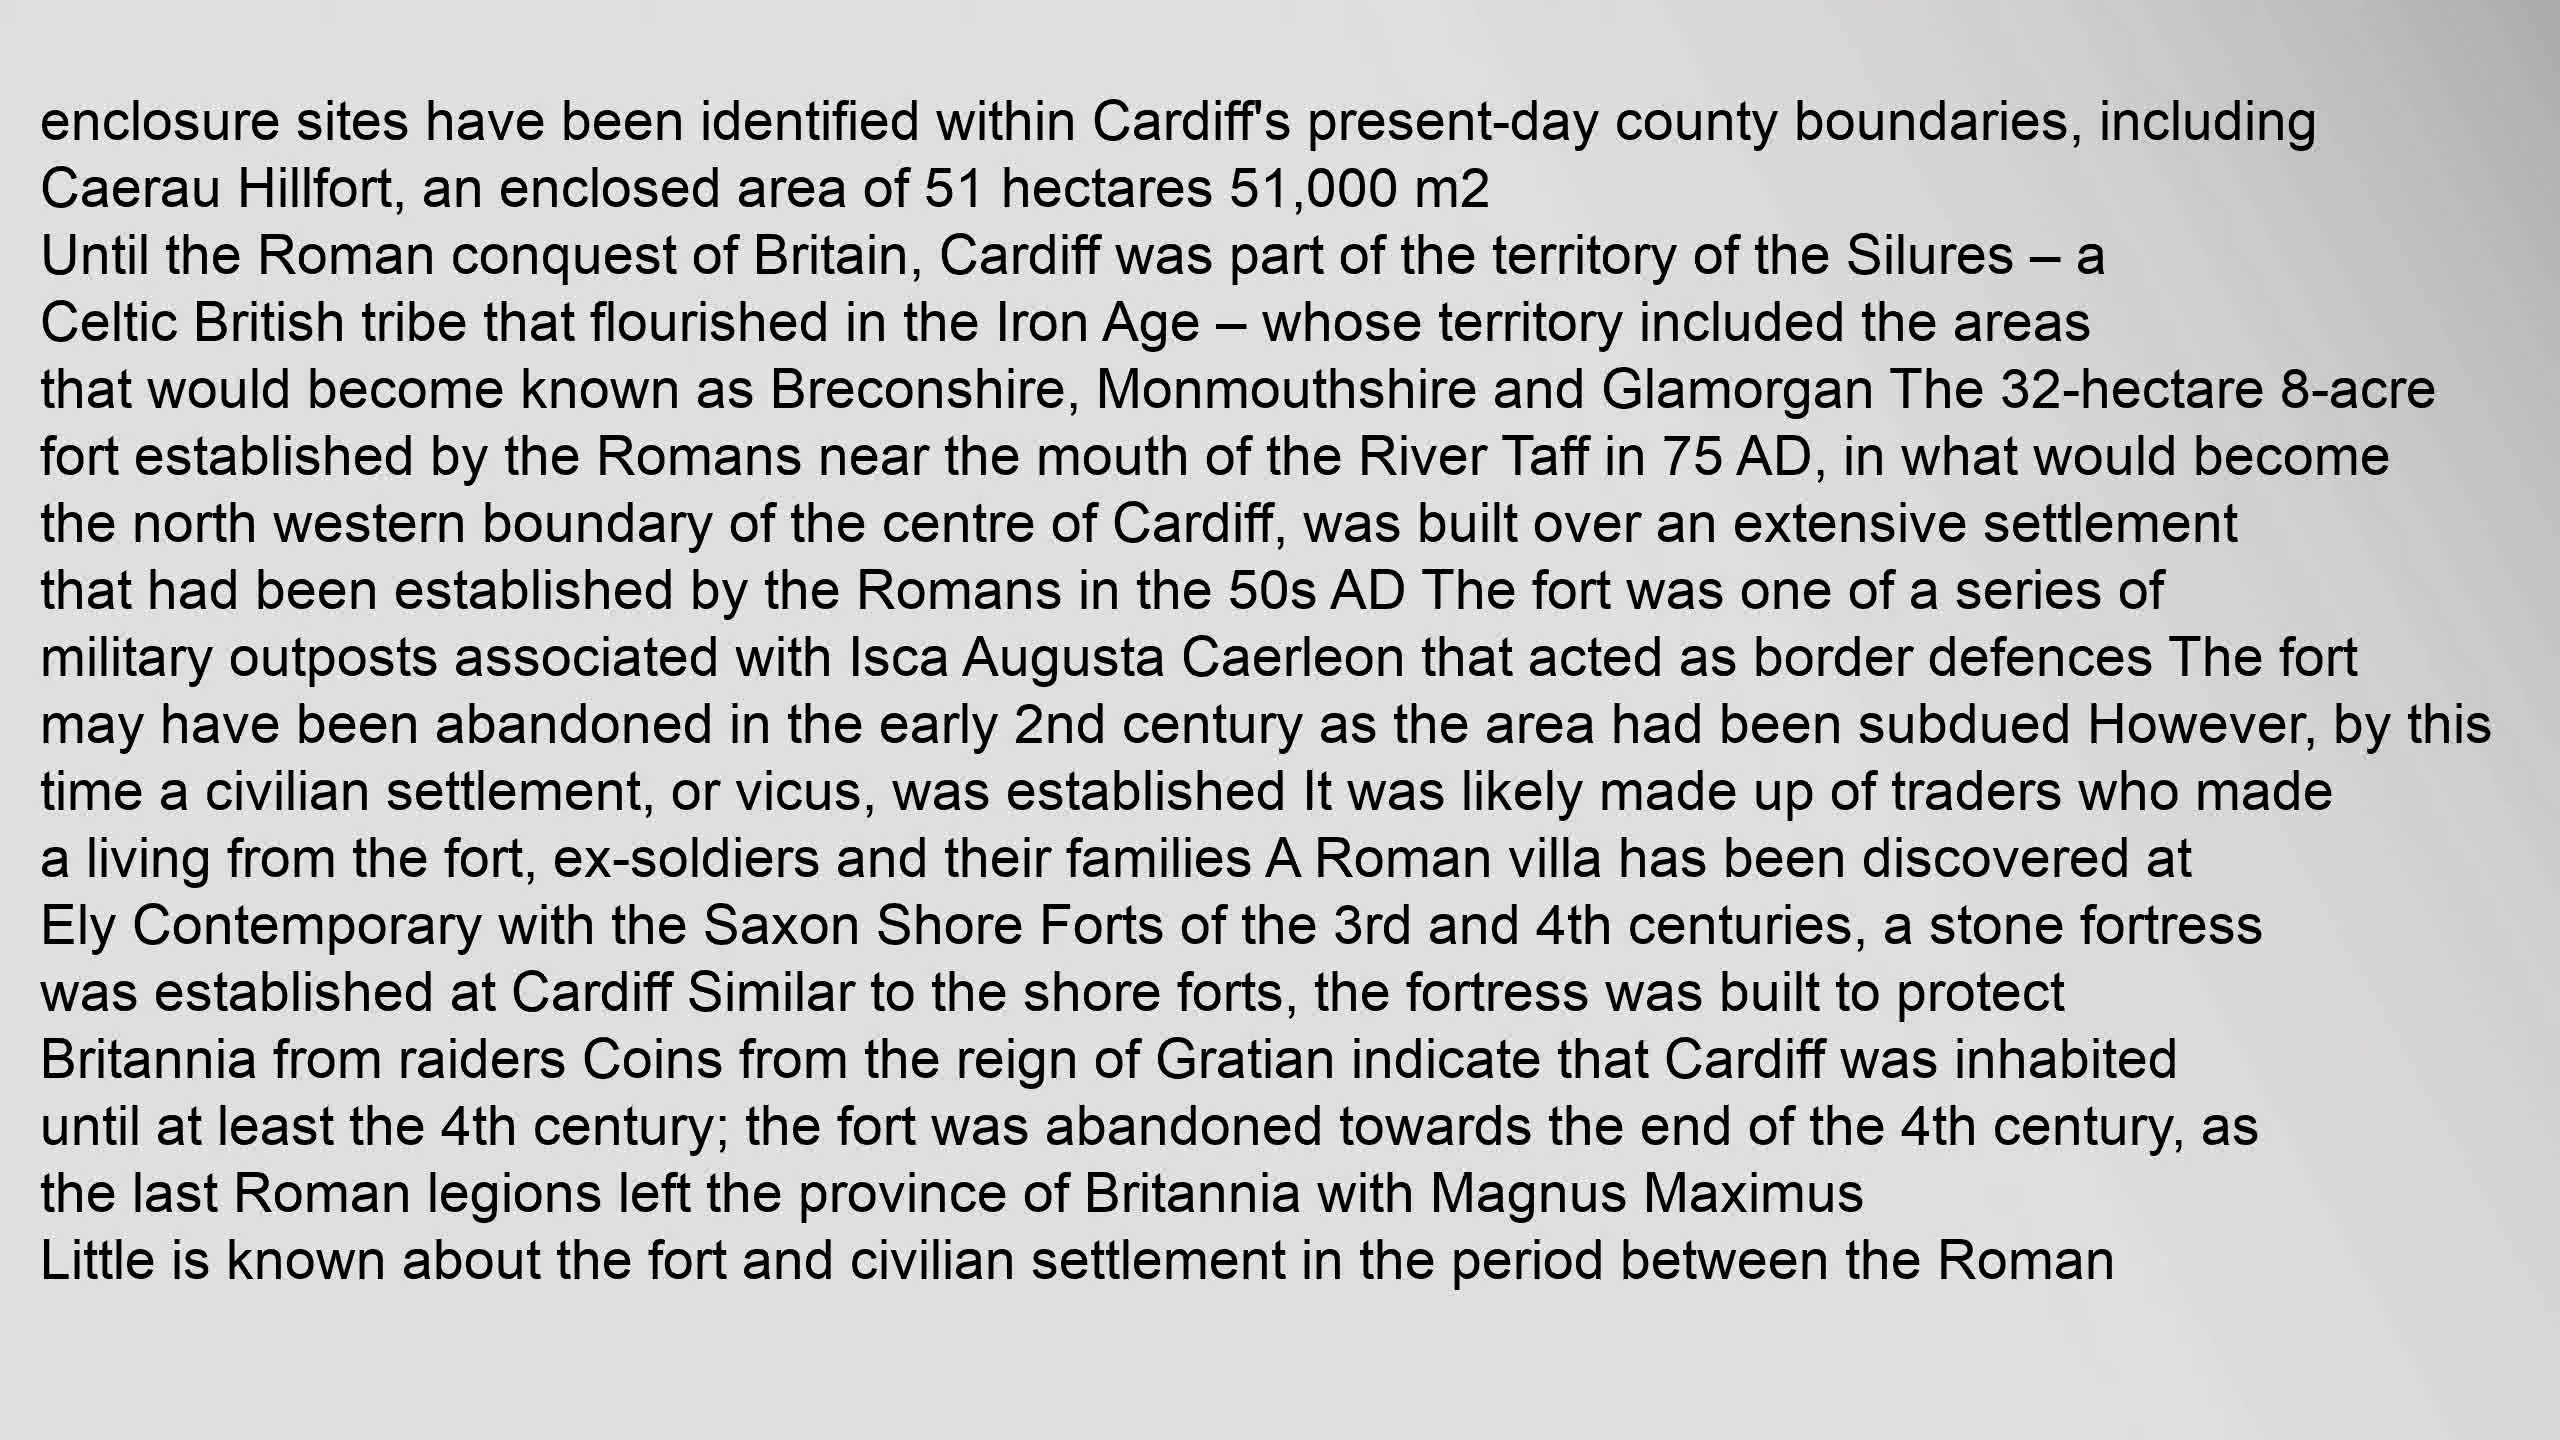 enclosure sites have been identified within Cardiff's present-day county boundaries, including
Caerau Hillfort, an enclosed area of 51 hectares 51,000 m2
Until the Roman conquest of Britain, Cardiff was part of the territory of the Silures – a
Celtic British tribe that flourished in the Iron Age – whose territory included the areas
that would become known as Breconshire, Monmouthshire and Glamorgan The 32-hectare 8-acre
fort established by the Romans near the mouth of the River Taff in 75 AD, in what would become
the north western boundary of the centre of Cardiff, was built over an extensive settlement
that had been established by the Romans in the 50s AD The fort was one of a series of
military outposts associated with Isca Augusta Caerleon that acted as border defences The fort
may have been abandoned in the early 2nd century as the area had been subdued However, by this
time a civilian settlement, or vicus, was established It was likely made up of traders who made
a living from the fort, ex-soldiers and their families A Roman villa has been discovered at
Ely Contemporary with the Saxon Shore Forts of the 3rd and 4th centuries, a stone fortress
was established at Cardiff Similar to the shore forts, the fortress was built to protect
Britannia from raiders Coins from the reign of Gratian indicate that Cardiff was inhabited
until at least the 4th century; the fort was abandoned towards the end of the 4th century, as
the last Roman legions left the province of Britannia with Magnus Maximus
Little is known about the fort and civilian settlement in the period between the Roman